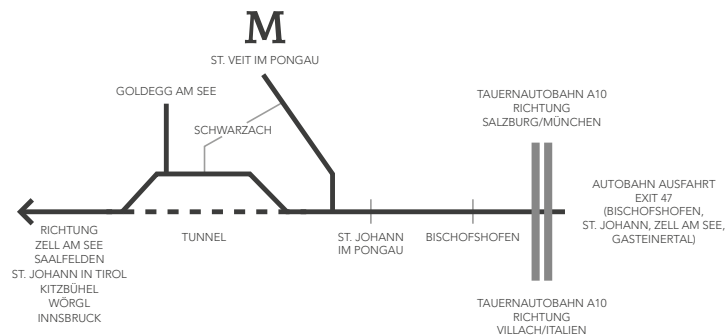 M
ST. VEIT IM PONGAU
GOLDEGG AM SEE
SCHWARZACH
TAUERNAUTOBAHN A10
RICHTUNG
SALZBURG/MÜNCHEN
AUTOBAHN AUSFAHRT
EXIT 47
(BISCHOFSHOFEN,
ST. JOHANN, ZELL AM SEE,
GASTEINERTAL)
RICHTUNG
ZELL AM SEE
SAALFELDEN
ST. JOHANN IN TIROL
KITZBÜHEL
WÖRGL
INNSBRUCK
TUNNEL
ST. JOHANN
IM PONGAU
BISCHOFSHOFEN
TAUERNAUTOBAHN A10
RICHTUNG
VILLACH/ITALIEN